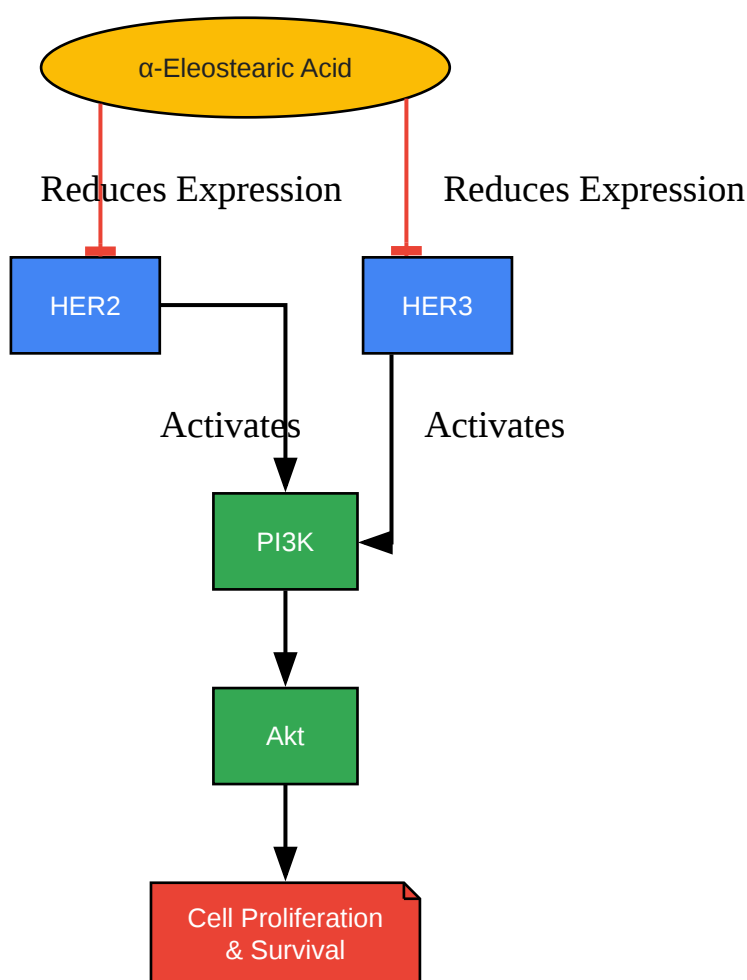 α-Eleostearic Acid
Reduces Expression
Reduces Expression
HER2
HER3
Activates
Activates
PI3K
Akt
Cell Proliferation
& Survival